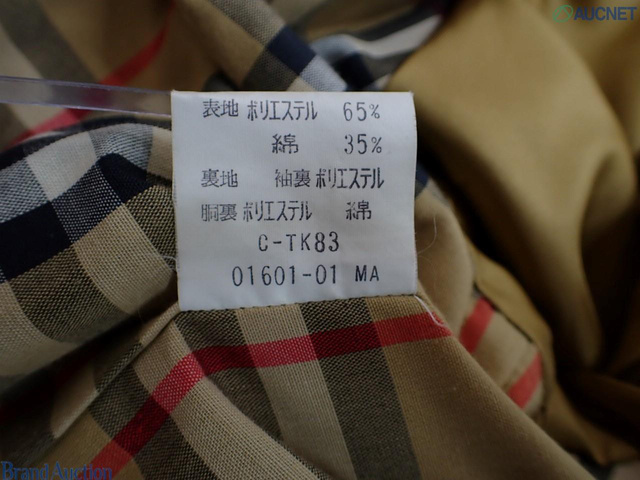 AUCNET
表地 ポリエステル 65%
綿 35%
裏地 袖裏 ポリエステル
胴裏 ポリエステル 綿
C-TK83
01601-01 MA
Brand Auction